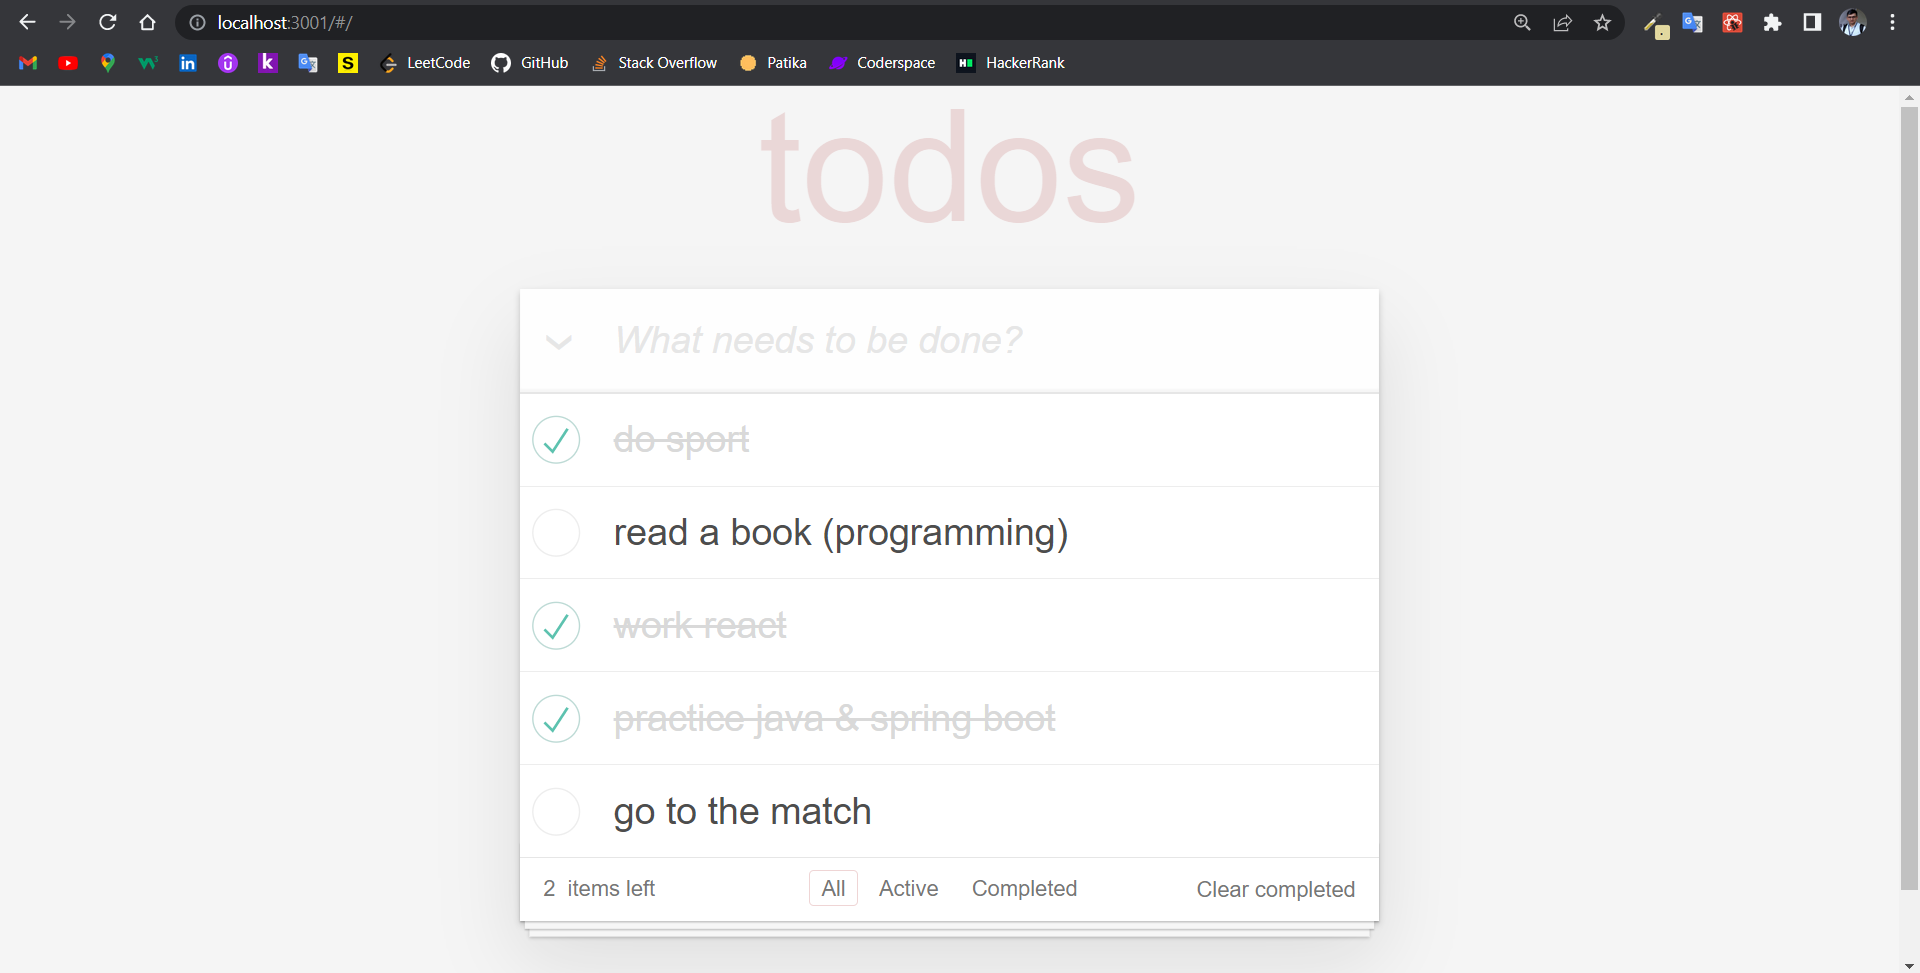 localhost:3001/#/
LeetCode GitHub Stack Overflow Patika Coderspace HackerRank
todos
What needs to be done?
do sport
read a book (programming)
work react
practice java & spring boot
go to the match
2 items left All Active Completed Clear completed